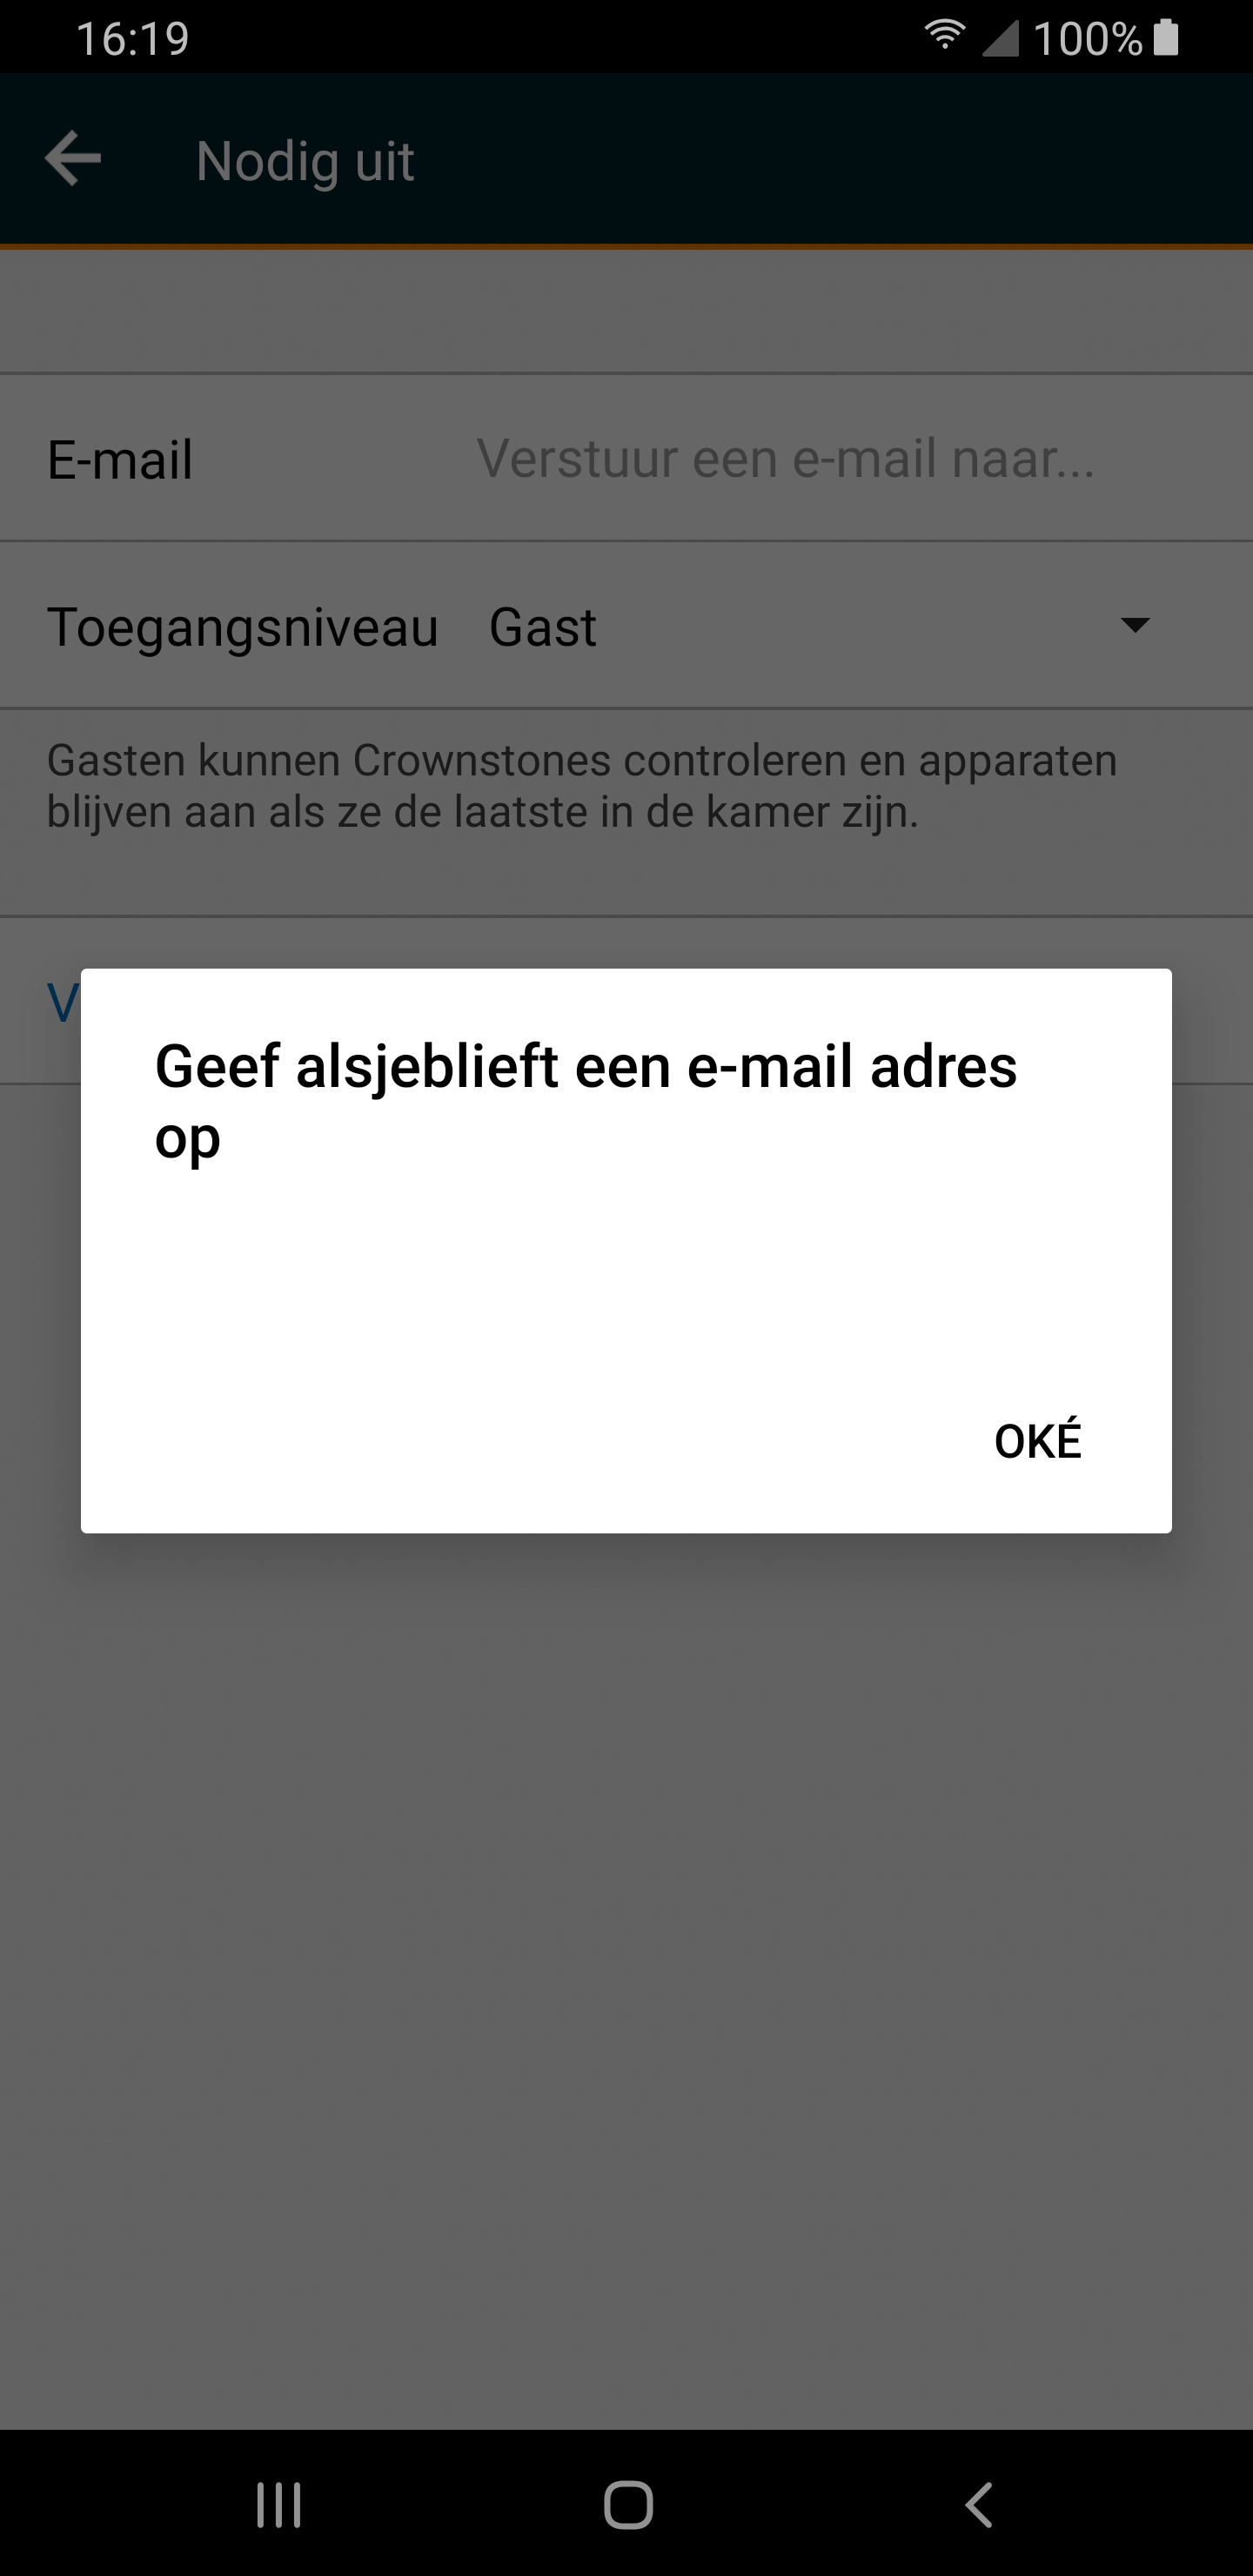 16:19
100%
Nodig uit
E-mail
Verstuur een e-mail naar...
Toegangsniveau
Gast
Gasten kunnen Crownstones controleren en apparaten
blijven aan als ze de laatste in de kamer zijn.
Geef alsjeblieft een e-mail adres
op
OKÉ